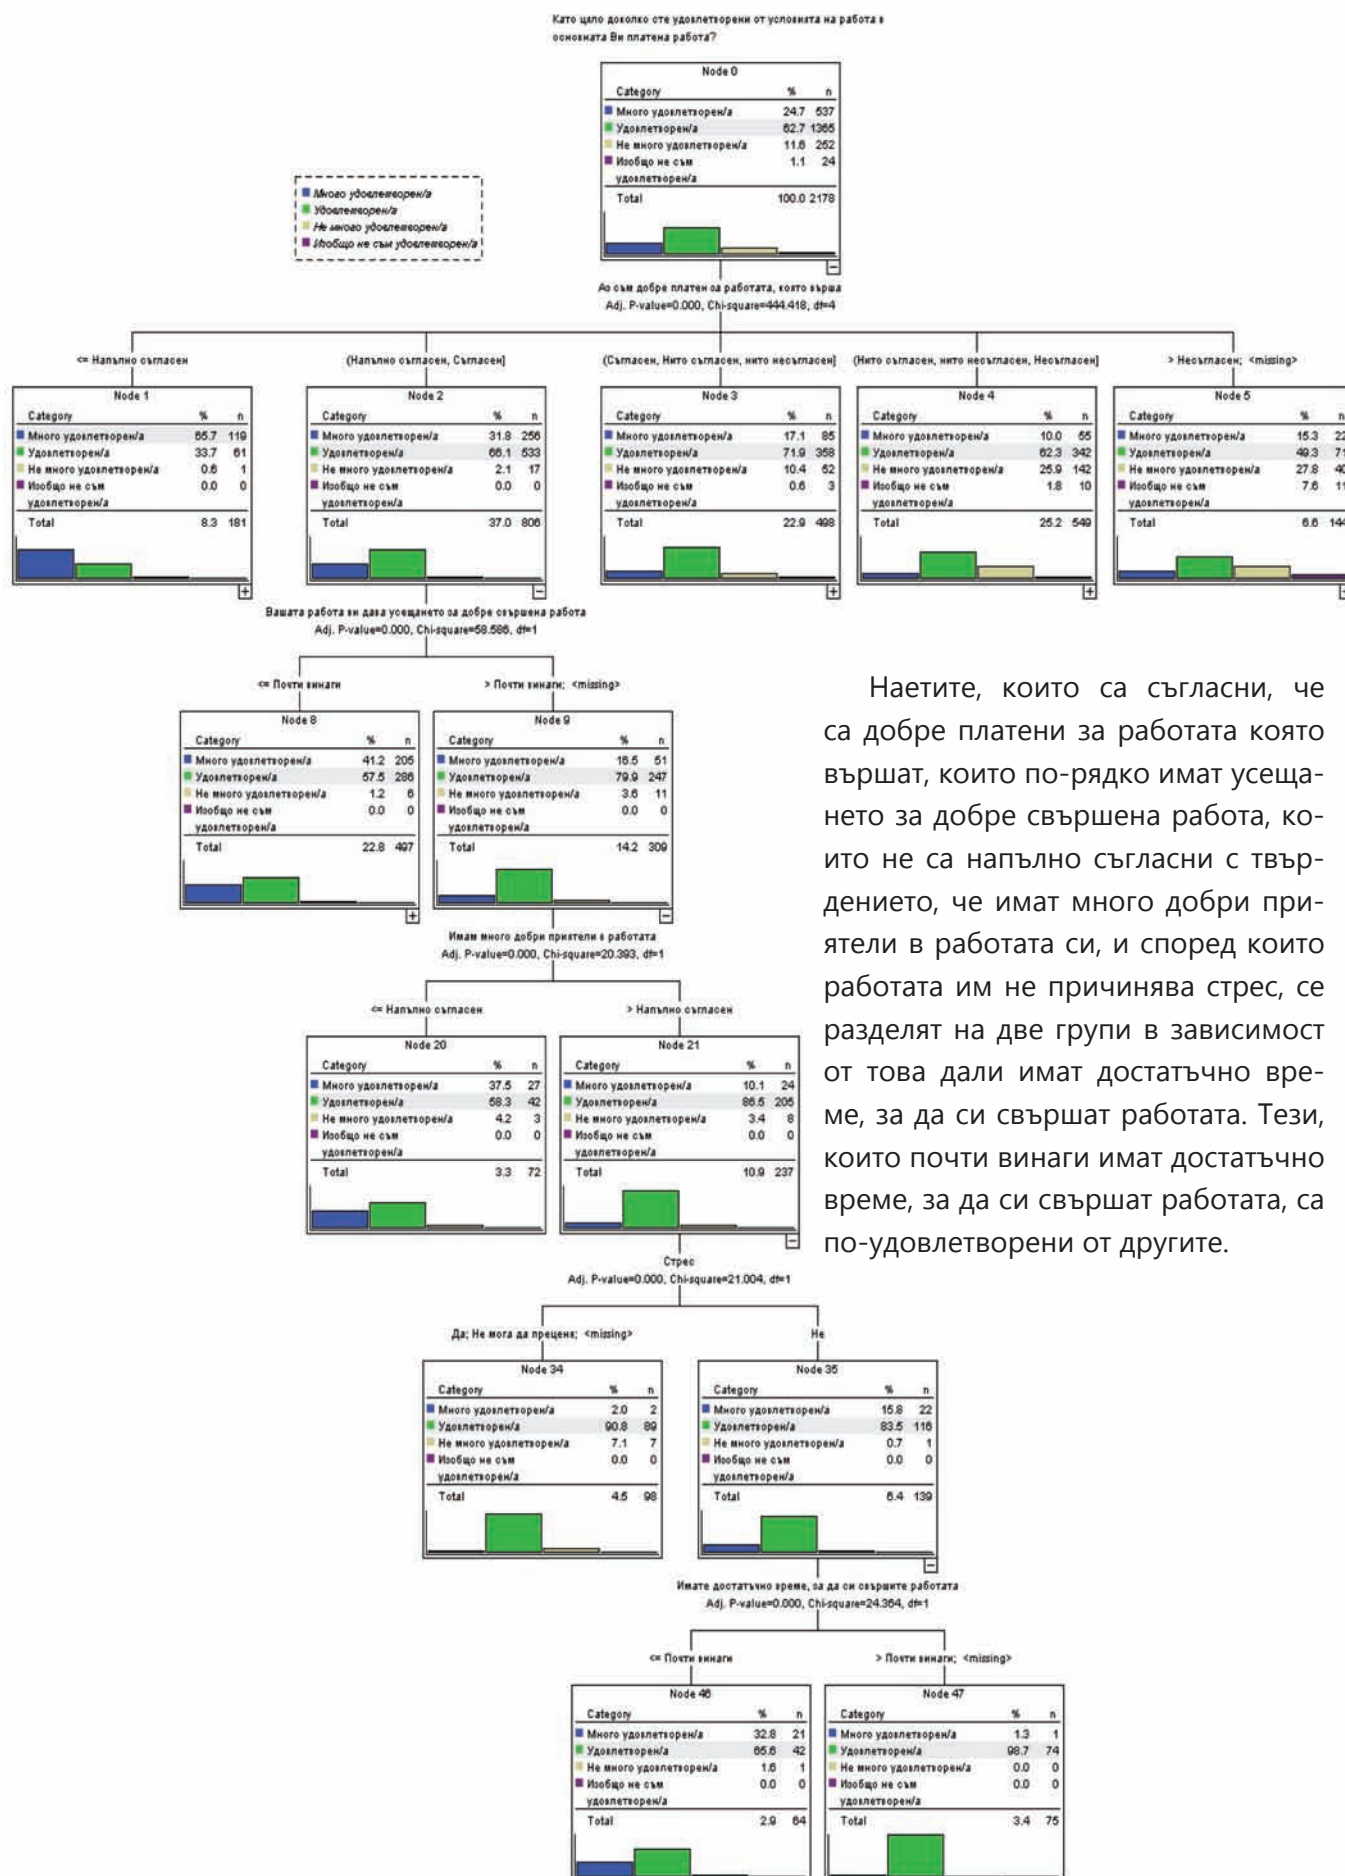 Като цяло доколко сте удовлетворени от условията на работа в
основната Ви платена работа?
Node 0
Category % n
Много удовлетворен/а 24.7 537
Удовлетворен/а 62.7 1365
Не много удовлетворен/а 11.6 252
Изобщо не съм 1.1 24
удовлетворен/а
Total 100.0 2178
Много удовлетворен/а
Удовлетворен/а
Не много удовлетворен/а
Изобщо не съм удовлетворен/а
Аз съм добре платен за работата, която върша
Adj. P-value=0.000, Chi-square=444.418, df=4
<= Напълно съгласен
(Напълно съгласен, Съгласен]
(Съгласен, Нито съгласен, нито несъгласен]
(Нито съгласен, нито несъгласен, Несъгласен]
> Несъгласен; <missing>
Node 1
Category % n
Много удовлетворен/а 65.7 119
Удовлетворен/а 33.7 61
Не много удовлетворен/а 0.6 1
Изобщо не съм 0.0 0
удовлетворен/а
Total 8.3 181
Node 2
Category % n
Много удовлетворен/а 31.8 256
Удовлетворен/а 66.1 533
Не много удовлетворен/а 2.1 17
Изобщо не съм 0.0 0
удовлетворен/а
Total 37.0 806
Node 3
Category % n
Много удовлетворен/а 17.1 85
Удовлетворен/а 71.9 358
Не много удовлетворен/а 10.4 52
Изобщо не съм 0.6 3
удовлетворен/а
Total 22.9 498
Node 4
Category % n
Много удовлетворен/а 10.0 55
Удовлетворен/а 62.3 342
Не много удовлетворен/а 25.9 142
Изобщо не съм 1.8 10
удовлетворен/а
Total 25.2 549
Node 5
Category % n
Много удовлетворен/а 15.3 22
Удовлетворен/а 49.3 71
Не много удовлетворен/а 27.8 40
Изобщо не съм 7.6 11
удовлетворен/а
Total 6.6 144
Вашата работа ви дава усещането за добре свършена работа
Adj. P-value=0.000, Chi-square=58.586, df=1
<= Почти винаги
> Почти винаги; <missing>
Node 8
Category % n
Много удовлетворен/а 41.2 205
Удовлетворен/а 57.5 286
Не много удовлетворен/а 1.2 6
Изобщо не съм 0.0 0
удовлетворен/а
Total 22.8 497
Node 9
Category % n
Много удовлетворен/а 16.5 51
Удовлетворен/а 79.9 247
Не много удовлетворен/а 3.6 11
Изобщо не съм 0.0 0
удовлетворен/а
Total 14.2 309
Имам много добри приятели в работата
Adj. P-value=0.000, Chi-square=20.393, df=1
<= Напълно съгласен
> Напълно съгласен
Node 20
Category % n
Много удовлетворен/а 37.5 27
Удовлетворен/а 58.3 42
Не много удовлетворен/а 4.2 3
Изобщо не съм 0.0 0
удовлетворен/а
Total 3.3 72
Node 21
Category % n
Много удовлетворен/а 10.1 24
Удовлетворен/а 86.5 205
Не много удовлетворен/а 3.4 8
Изобщо не съм 0.0 0
удовлетворен/а
Total 10.9 237
Стрес
Adj. P-value=0.000, Chi-square=21.004, df=1
Да; Не мога да преценя; <missing>
Не
Node 34
Category % n
Много удовлетворен/а 2.0 2
Удовлетворен/а 90.8 89
Не много удовлетворен/а 7.1 7
Изобщо не съм 0.0 0
удовлетворен/а
Total 4.5 98
Node 35
Category % n
Много удовлетворен/а 15.8 22
Удовлетворен/а 83.5 116
Не много удовлетворен/а 0.7 1
Изобщо не съм 0.0 0
удовлетворен/а
Total 6.4 139
Имате достатъчно време, за да си свършите работата
Adj. P-value=0.000, Chi-square=24.364, df=1
<= Почти винаги
> Почти винаги; <missing>
Node 46
Category % n
Много удовлетворен/а 32.8 21
Удовлетворен/а 65.6 42
Не много удовлетворен/а 1.6 1
Изобщо не съм 0.0 0
удовлетворен/а
Total 2.9 64
Node 47
Category % n
Много удовлетворен/а 1.3 1
Удовлетворен/а 98.7 74
Не много удовлетворен/а 0.0 0
Изобщо не съм 0.0 0
удовлетворен/а
Total 3.4 75
Наетите, които са съгласни, че
са добре платени за работата която
вършат, които по-рядко имат усеща-
нето за добре свършена работа, ко-
ито не са напълно съгласни с твър-
дението, че имат много добри при-
ятели в работата си, и според които
работата им не причинява стрес, се
разделят на две групи в зависимост
от това дали имат достатъчно вре-
ме, за да си свършат работата. Тези,
които почти винаги имат достатъчно
време, за да си свършат работата, са
по-удовлетворени от другите.